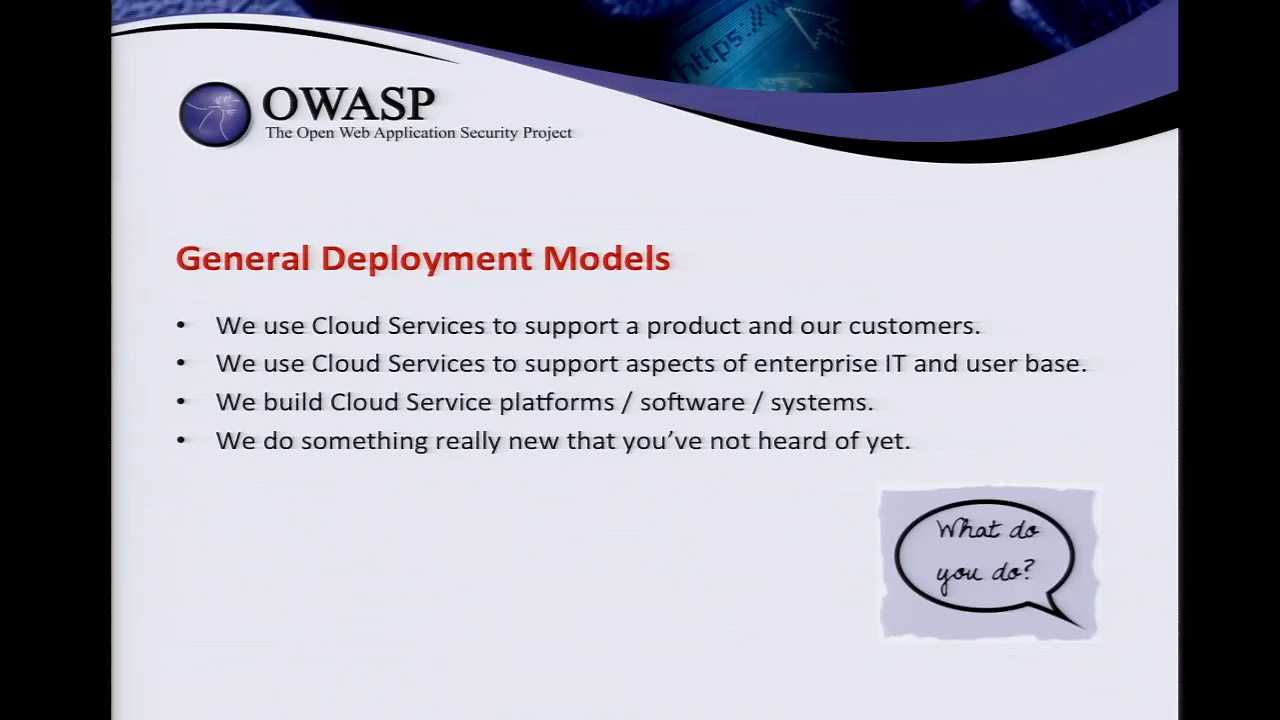 https://w
OWASP
The Open Web Application Security Project
General Deployment Models
• We use Cloud Services to support a product and our customers.
• We use Cloud Services to support aspects of enterprise IT and user base.
• We build Cloud Service platforms / software / systems.
• We do something really new that you’ve not heard of yet.
What do
you do?